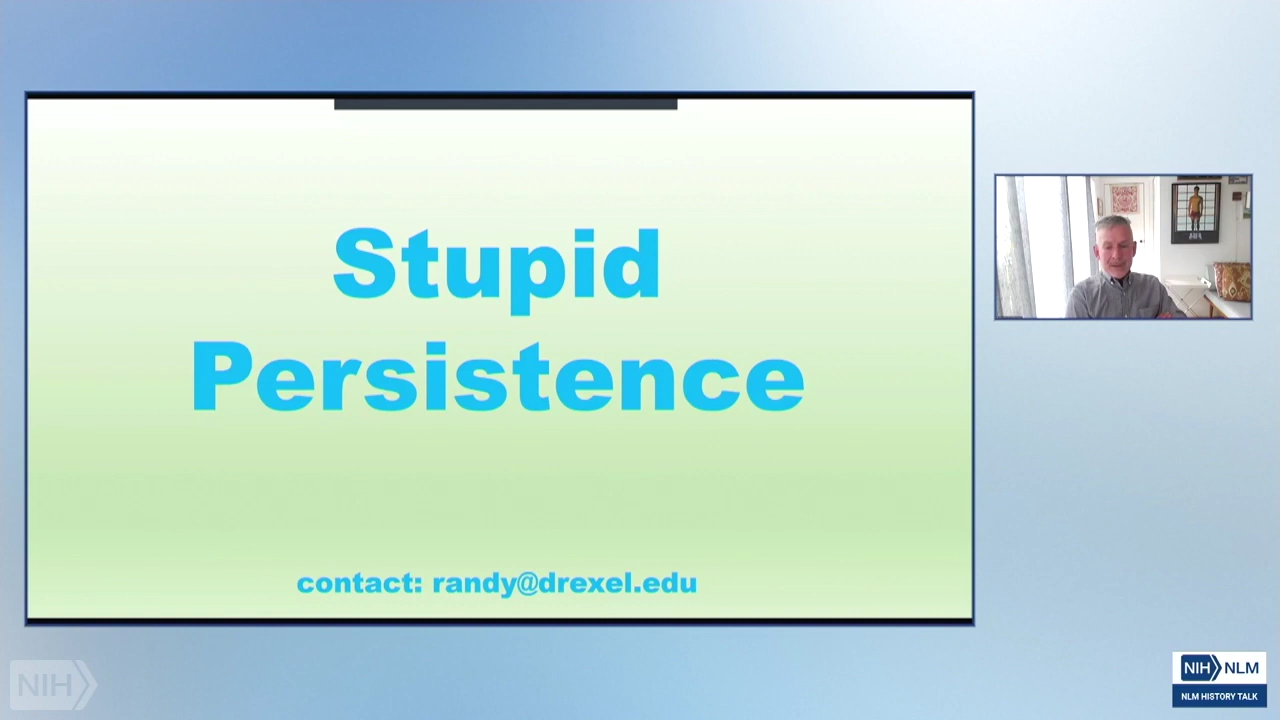 Stupid
Persistence
contact: randy@drexel.edu
NIH
NIH NLM
NLM HISTORY TALK